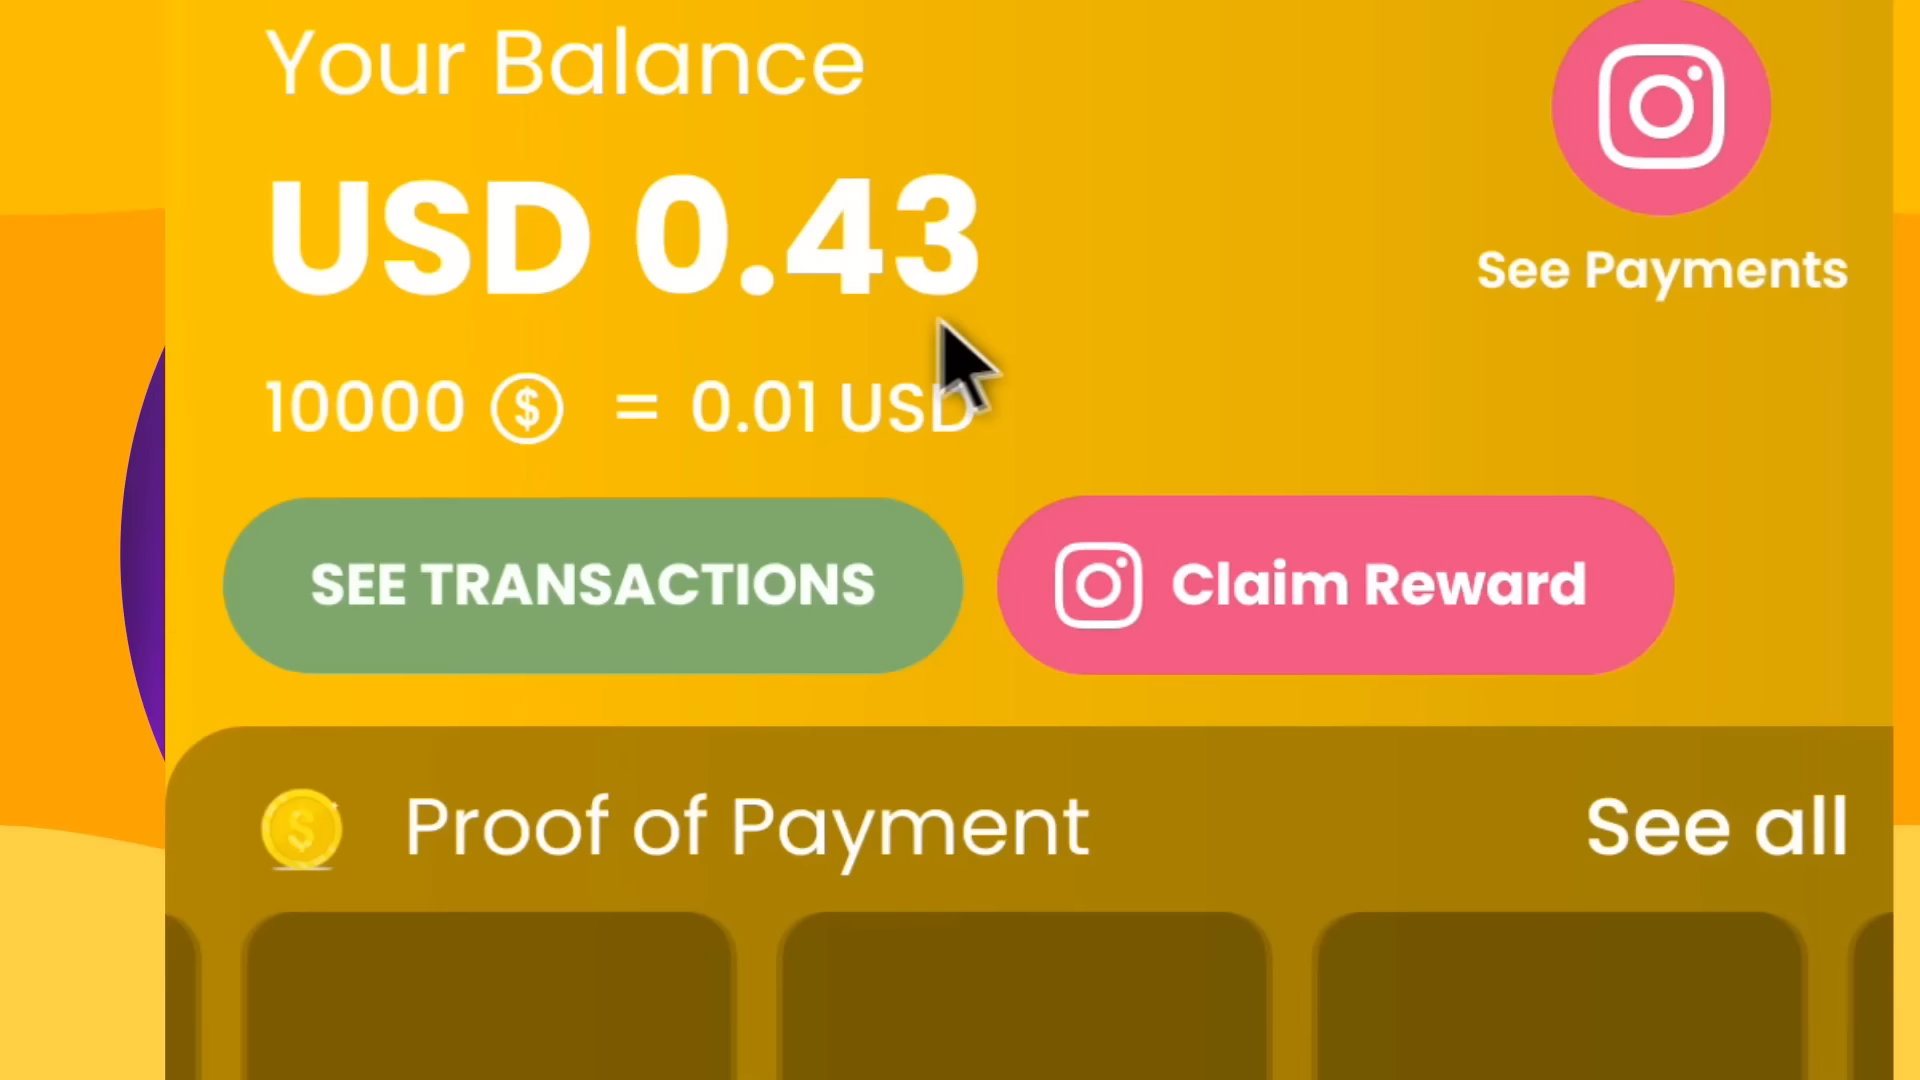 Your Balance
USD 0.43
See Payments
10000 $ = 0.01 USD
SEE TRANSACTIONS
Claim Reward
Proof of Payment
See all